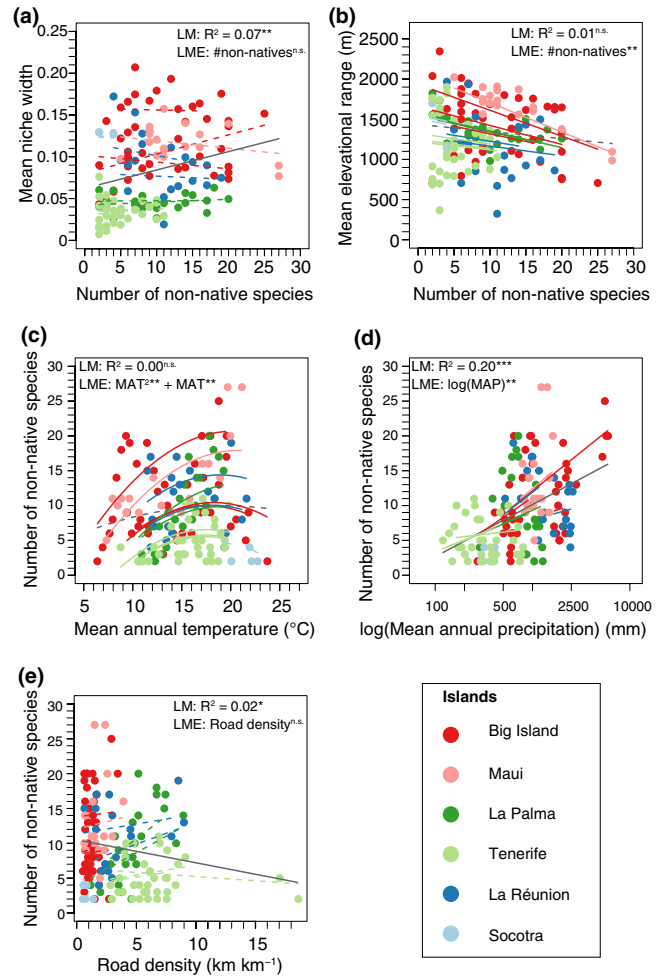 (a)
LM: R² = 0.07**
LME: #non-natives n.s.
Mean niche width
0.25
0.20
0.15
0.10
0.05
0
0 5 10 15 20 25 30
Number of non-native species
(b)
LM: R² = 0.01 n.s.
LME: #non-natives**
Mean elevational range (m)
2500
2000
1500
1000
500
0
0 5 10 15 20 25 30
Number of non-native species
(c)
LM: R² = 0.00 n.s.
LME: MAT²** + MAT**
Number of non-native species
30
25
20
15
10
5
0
5 10 15 20 25
Mean annual temperature (°C)
(d)
LM: R² = 0.20***
LME: log(MAP)**
Number of non-native species
30
25
20
15
10
5
0
100 500 2500 10000
log(Mean annual precipitation) (mm)
(e)
LM: R² = 0.02*
LME: Road density n.s.
Number of non-native species
30
25
20
15
10
5
0
0 5 10 15
Road density (km km⁻¹)
Islands
Big Island
Maui
La Palma
Tenerife
La Réunion
Socotra